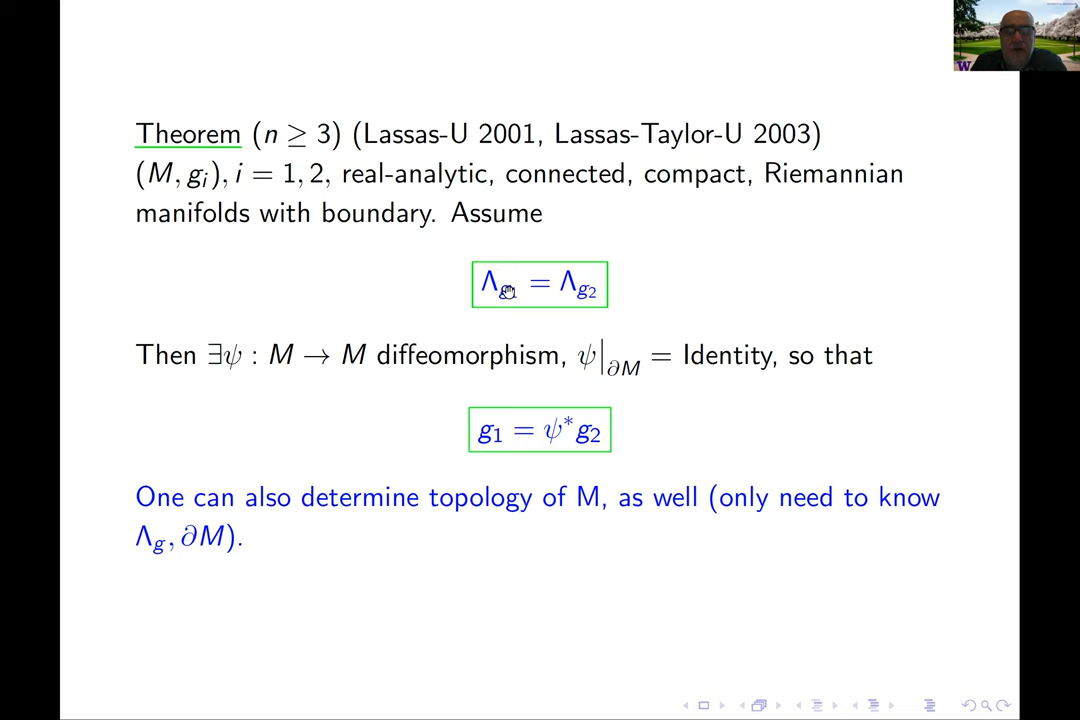 Theorem (n ≥ 3) (Lassas-U 2001, Lassas-Taylor-U 2003)
(M, g_i), i = 1, 2, real-analytic, connected, compact, Riemannian
manifolds with boundary. Assume
Λ_{g_1} = Λ_{g_2}
Then ∃ψ : M → M diffeomorphism, ψ|_{∂M} = Identity, so that
g_1 = ψ^* g_2
One can also determine topology of M, as well (only need to know
Λ_g, ∂M).
W